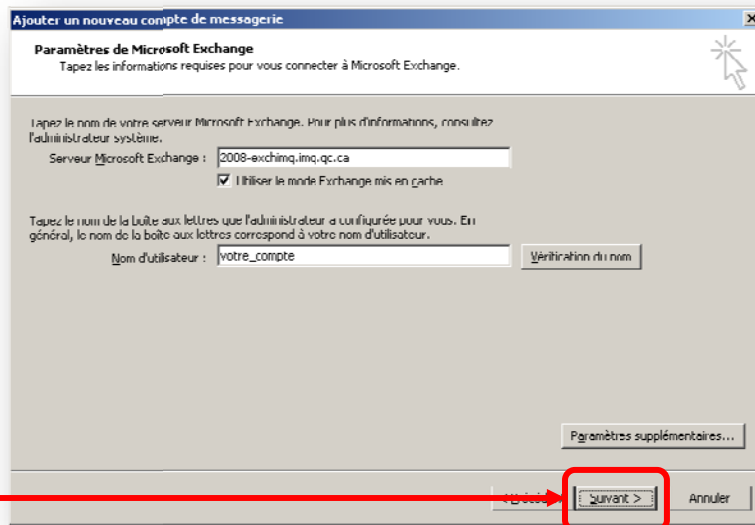 Ajouter un nouveau compte de messagerie
Paramètres de Microsoft Exchange
Tapez les informations requises pour vous connecter à Microsoft Exchange.
Tapez le nom de votre serveur Microsoft Exchange. Pour plus d'informations, consultez
l'administrateur système.
Serveur Microsoft Exchange : 2008-exchimq.imq.qc.ca
Utiliser le mode Exchange mis en cache
Tapez le nom de la boîte aux lettres que l'administrateur a configurée pour vous. En
général, le nom de la boîte aux lettres correspond à votre nom d'utilisateur.
Nom d'utilisateur : votre_compte Vérification du nom
Paramètres supplémentaires...
Suivant > Annuler